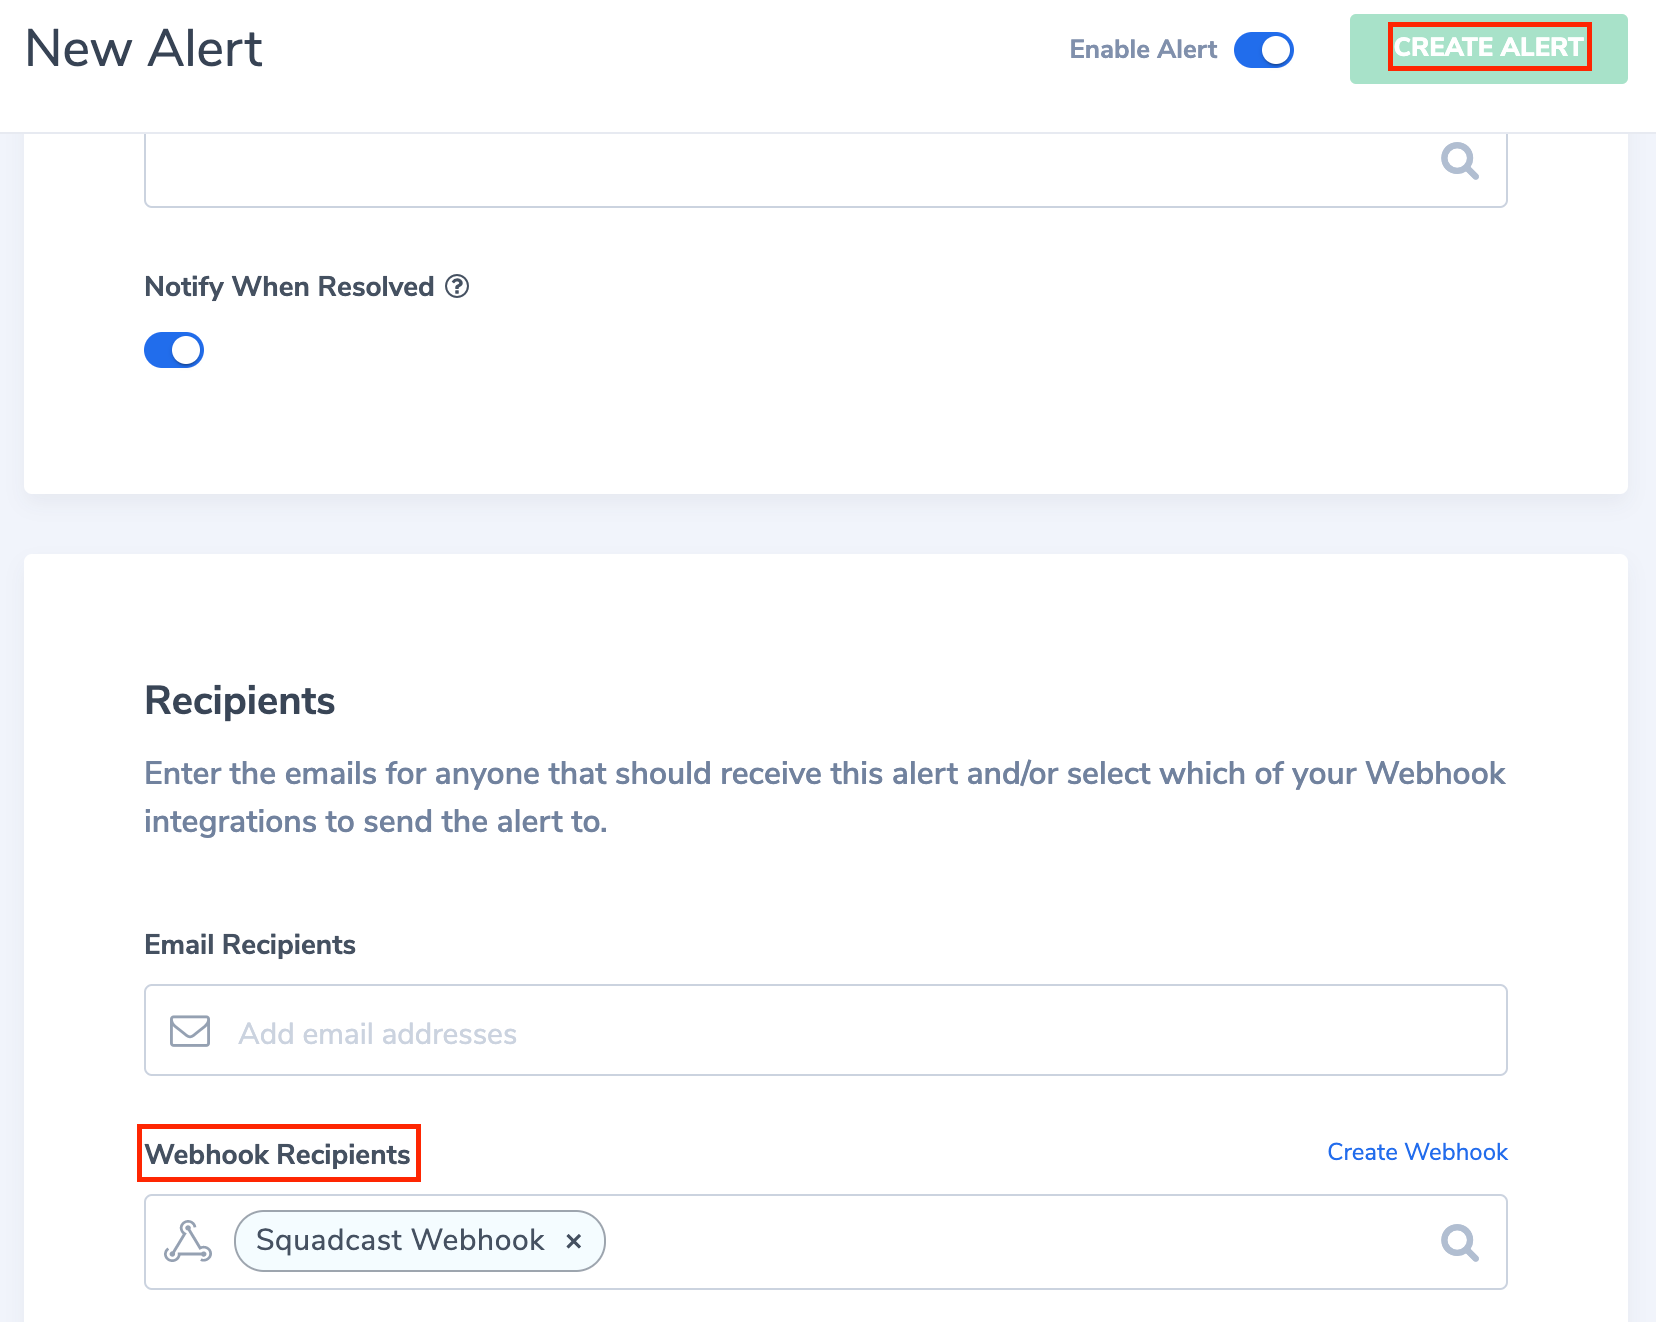 New Alert
Enable Alert
CREATE ALERT
Notify When Resolved ?
Recipients
Enter the emails for anyone that should receive this alert and/or select which of your Webhook
integrations to send the alert to.
Email Recipients
Add email addresses
Webhook Recipients
Create Webhook
Squadcast Webhook ×